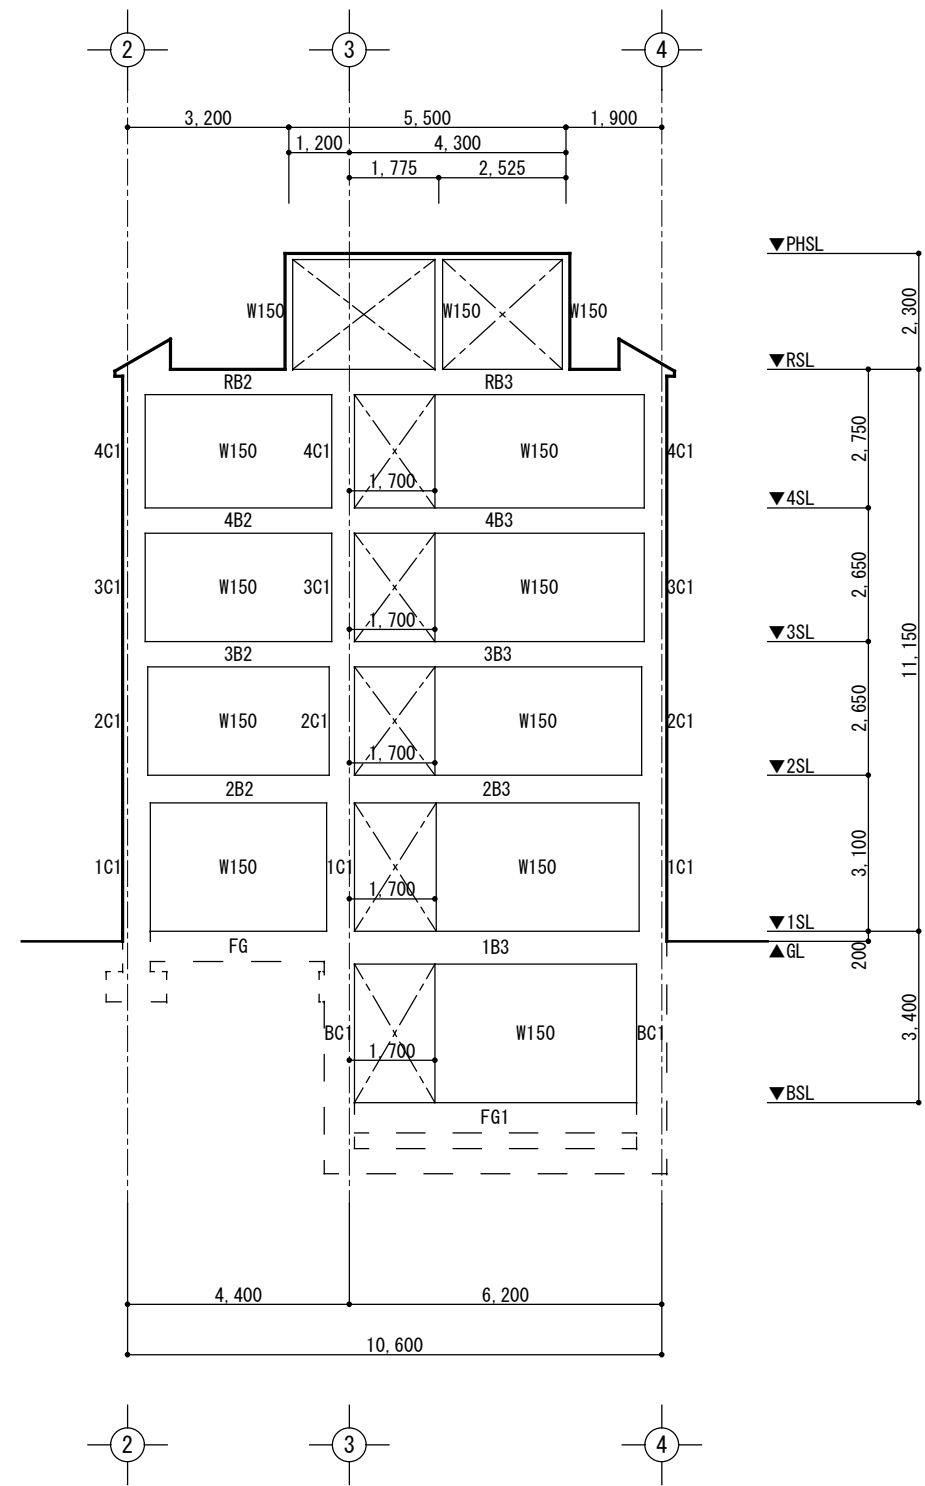 2 3 4
3,200 5,500 1,900
1,200 4,300
1,775 2,525
▼PHSL
W150 W150 W150
2,300
▼RSL
RB2 RB3
4C1 W150 4C1 W150 4C1
2,750
1,700
▼4SL
4B2 4B3
3C1 W150 3C1 W150 3C1
2,650
1,700
▼3SL
11,150
3B2 3B3
2C1 W150 2C1 W150 2C1
2,650
1,700
▼2SL
2B2 2B3
1C1 W150 1C1 W150 1C1
3,100
1,700
▼1SL
FG 1B3
▲GL
200
3,400
BC1 W150 BC1
1,700
▼BSL
FG1
4,400 6,200
10,600
2 3 4